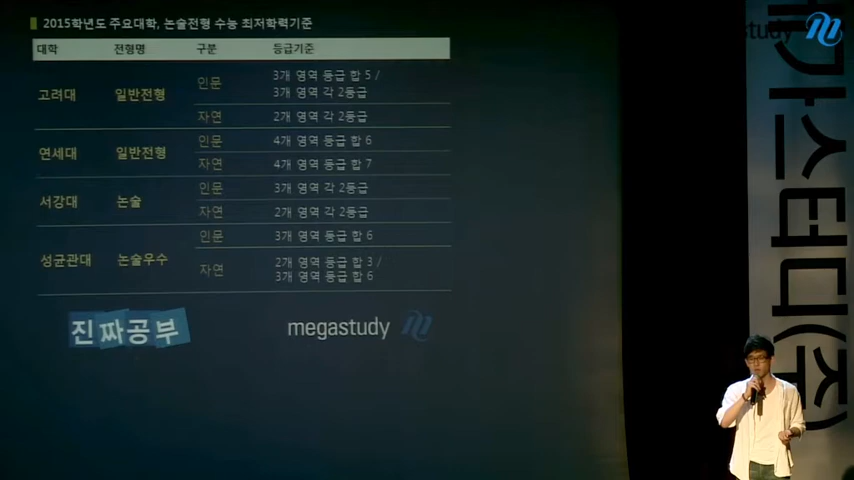 2015학년도 주요대학, 논술전형 수능 최저학력기준
대학 전형명 구분 등급기준
고려대 일반전형 인문 3개 영역 등급 합 5 /
3개 영역 각 2등급
자연 2개 영역 각 2등급
연세대 일반전형 인문 4개 영역 등급 합 6
자연 4개 영역 등급 합 7
서강대 논술 인문 3개 영역 각 2등급
자연 2개 영역 각 2등급
성균관대 논술우수 인문 3개 영역 등급 합 6
자연 2개 영역 등급 합 3 /
3개 영역 등급 합 6
진짜공부
megastudy
study
메가스터디(주)